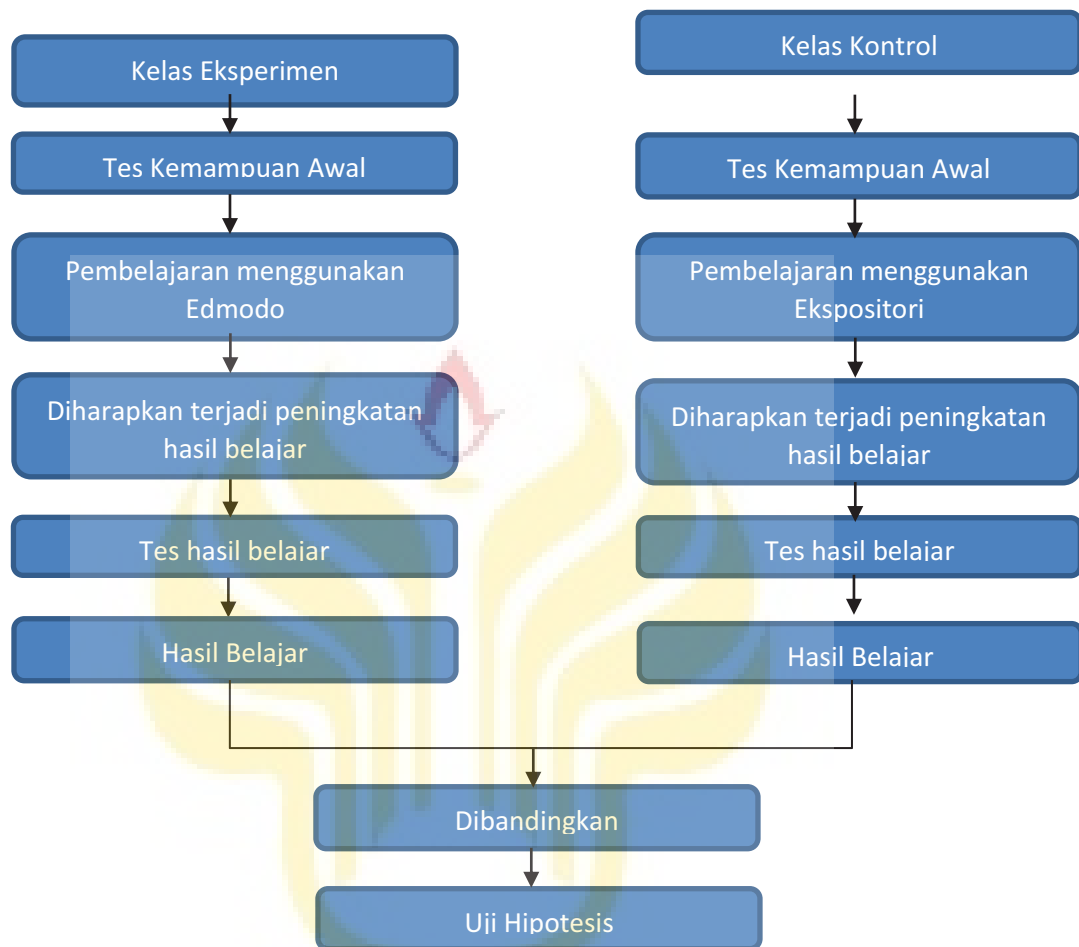 Kelas Eksperimen
Tes Kemampuan Awal
Pembelajaran menggunakan
Edmodo
Diharapkan terjadi peningkatan
hasil belajar
Tes hasil belajar
Hasil Belajar
Kelas Kontrol
Tes Kemampuan Awal
Pembelajaran menggunakan
Ekspositori
Diharapkan terjadi peningkatan
hasil belajar
Tes hasil belajar
Hasil Belajar
Dibandingkan
Uji Hipotesis